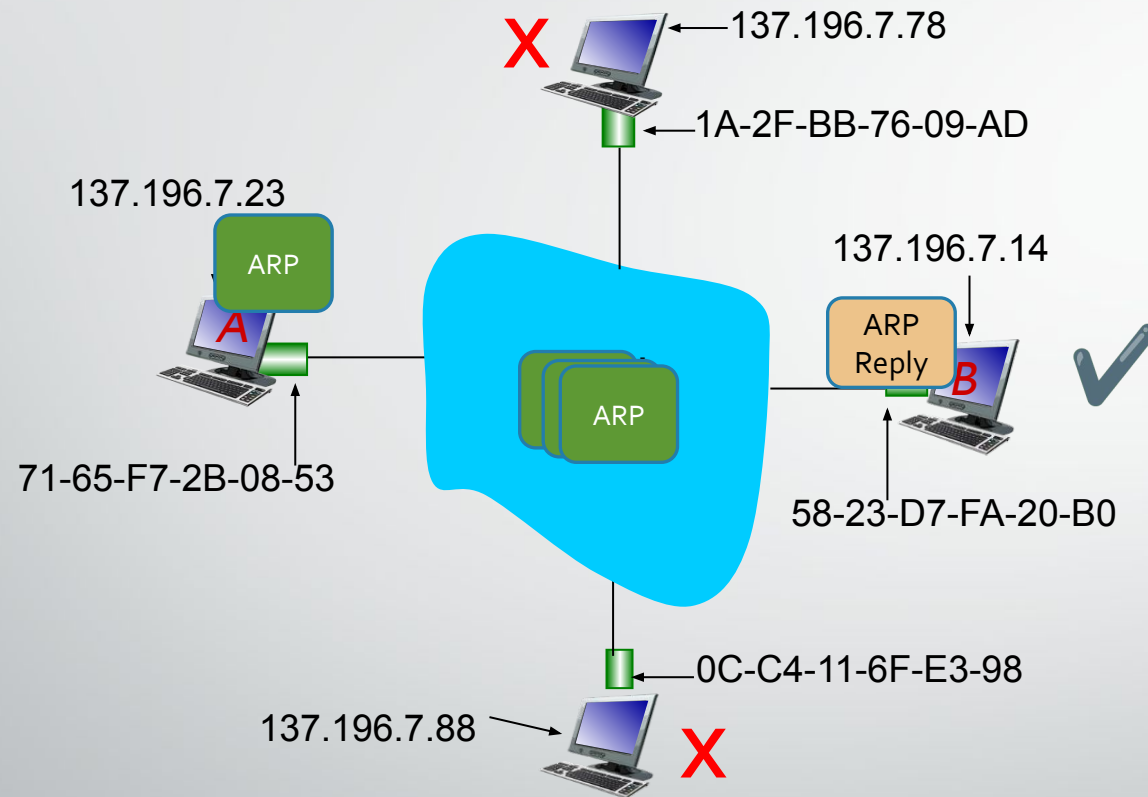 X
137.196.7.78
1A-2F-BB-76-09-AD
137.196.7.23
ARP
A
137.196.7.14
ARP
Reply
B
ARP
71-65-F7-2B-08-53
58-23-D7-FA-20-B0
0C-C4-11-6F-E3-98
137.196.7.88
X